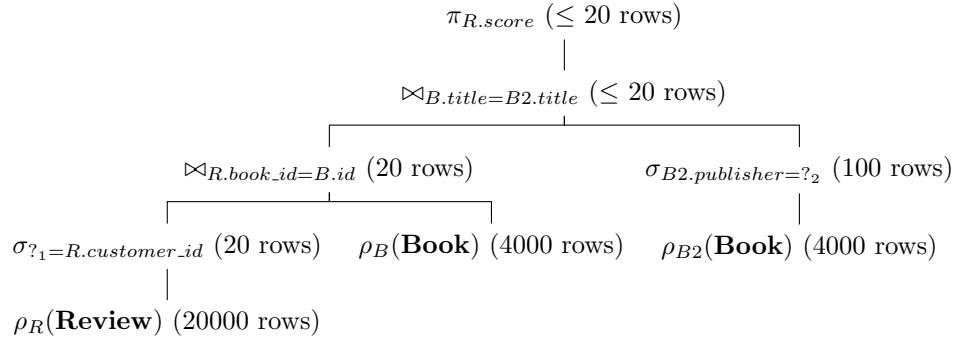 π_{R.score} (≤ 20 rows)
⋈_{B.title=B2.title} (≤ 20 rows)
⋈_{R.book_id=B.id} (20 rows) σ_{B2.publisher=?_2} (100 rows)
σ_{?_1=R.customer_id} (20 rows) ρ_B(Book) (4000 rows) ρ_{B2}(Book) (4000 rows)
ρ_R(Review) (20000 rows)